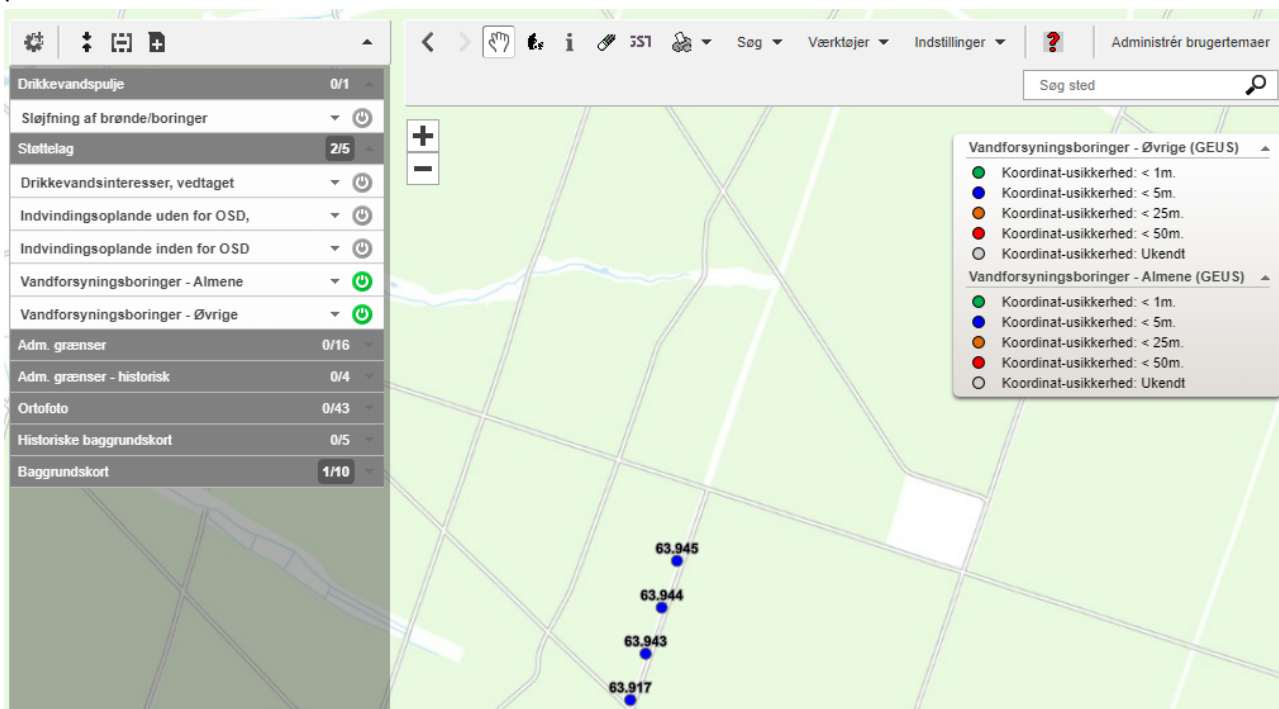 Søg
Værktøjer
Indstillinger
Administrér brugertemaer
Søg sted
Drikkevandspulje 0/1
Sløjfning af brønde/boringer
Støttelag 2/5
Drikkevandsinteresser, vedtaget
Indvindingsoplande uden for OSD,
Indvindingsoplande inden for OSD
Vandforsyningsboringer - Almene
Vandforsyningsboringer - Øvrige
Adm. grænser 0/16
Adm. grænser - historisk 0/4
Ortofoto 0/43
Historiske baggrundskort 0/5
Baggrundskort 1/10
Vandforsyningsboringer - Øvrige (GEUS)
Koordinat-usikkerhed: < 1m.
Koordinat-usikkerhed: < 5m.
Koordinat-usikkerhed: < 25m.
Koordinat-usikkerhed: < 50m.
Koordinat-usikkerhed: Ukendt
Vandforsyningsboringer - Almene (GEUS)
Koordinat-usikkerhed: < 1m.
Koordinat-usikkerhed: < 5m.
Koordinat-usikkerhed: < 25m.
Koordinat-usikkerhed: < 50m.
Koordinat-usikkerhed: Ukendt
63.945
63.944
63.943
63.917